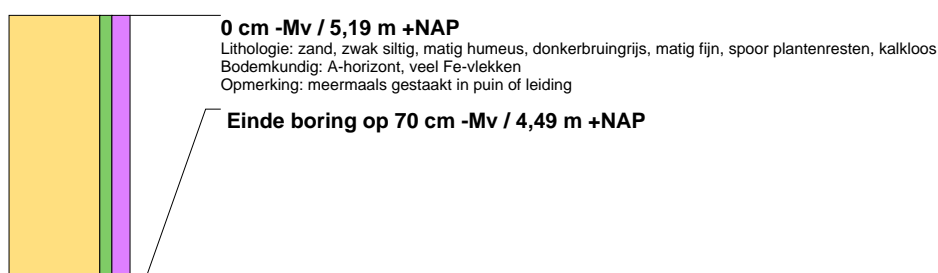 0 cm -Mv / 5,19 m +NAP
Lithologie: zand, zwak siltig, matig humeus, donkerbruingrijs, matig fijn, spoor plantenresten, kalkloos
Bodemkundig: A-horizont, veel Fe-vlekken
Opmerking: meermaals gestaakt in puin of leiding
Einde boring op 70 cm -Mv / 4,49 m +NAP